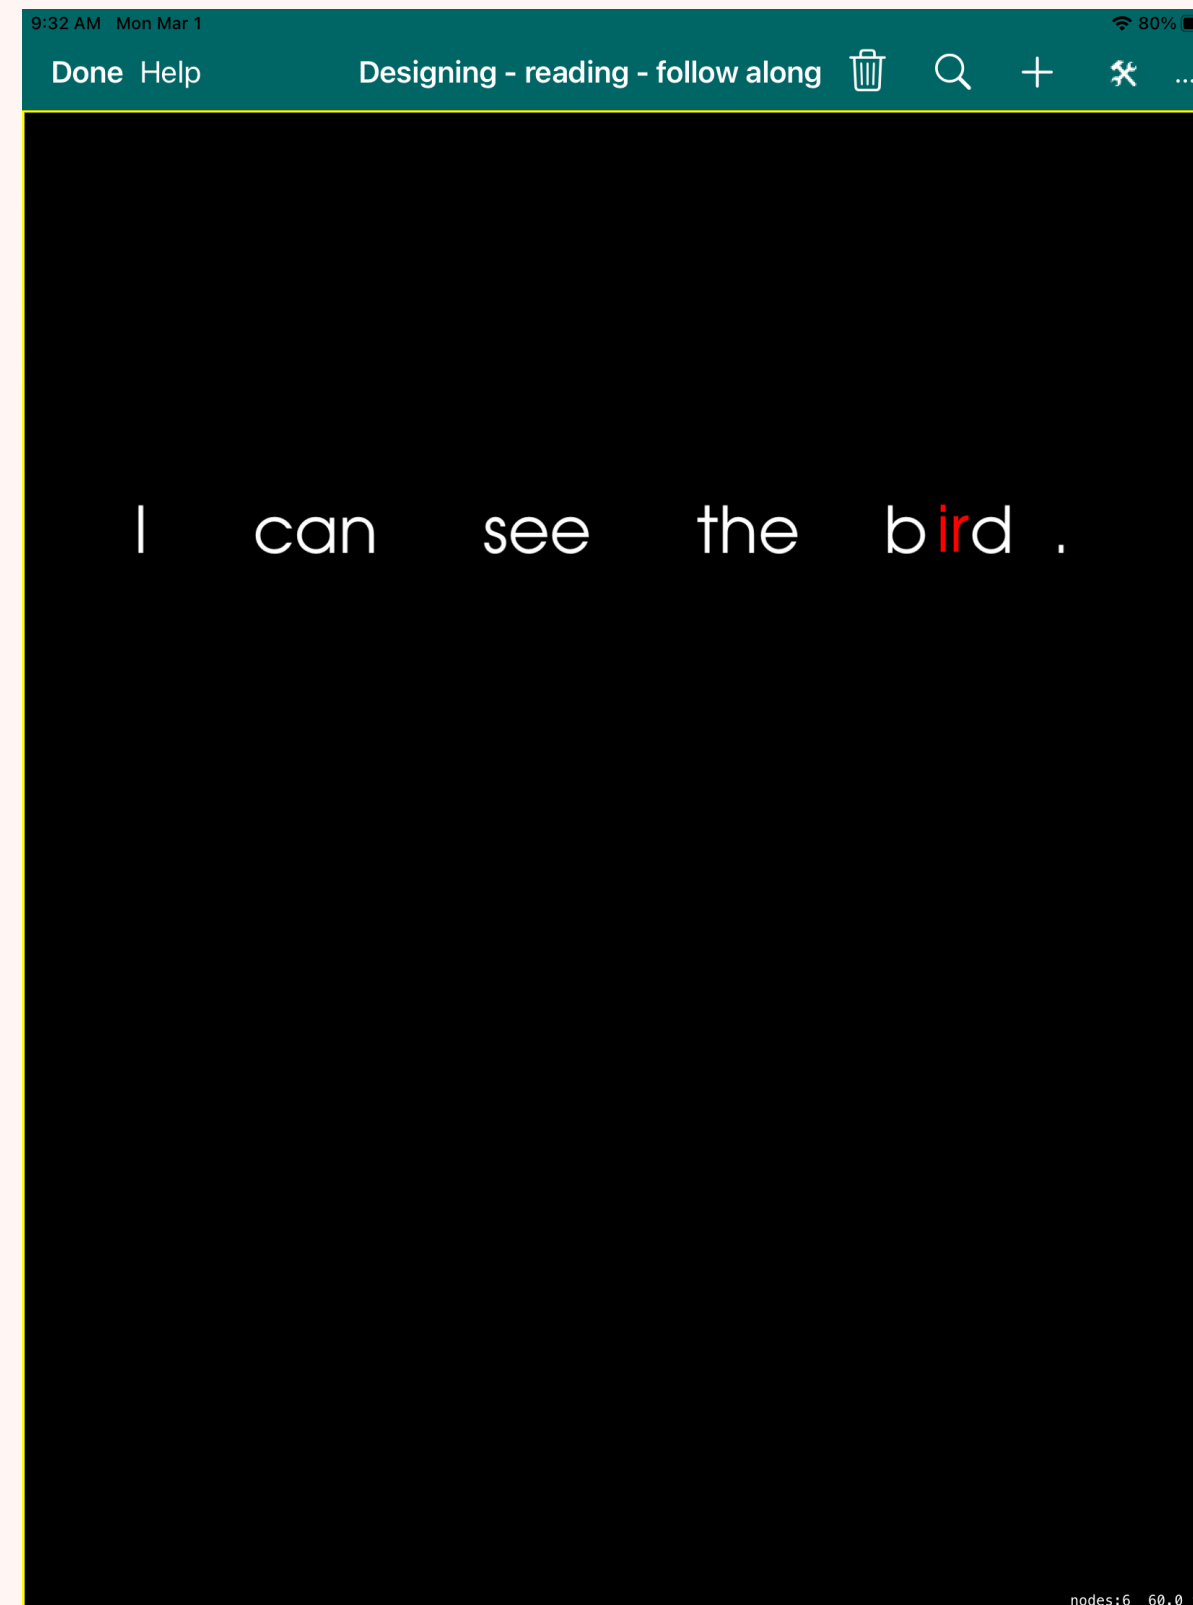 9:32 AM Mon Mar 1 80%
Done Help Designing - reading - follow along ...
I can see the bird .
nodes:6 60.0